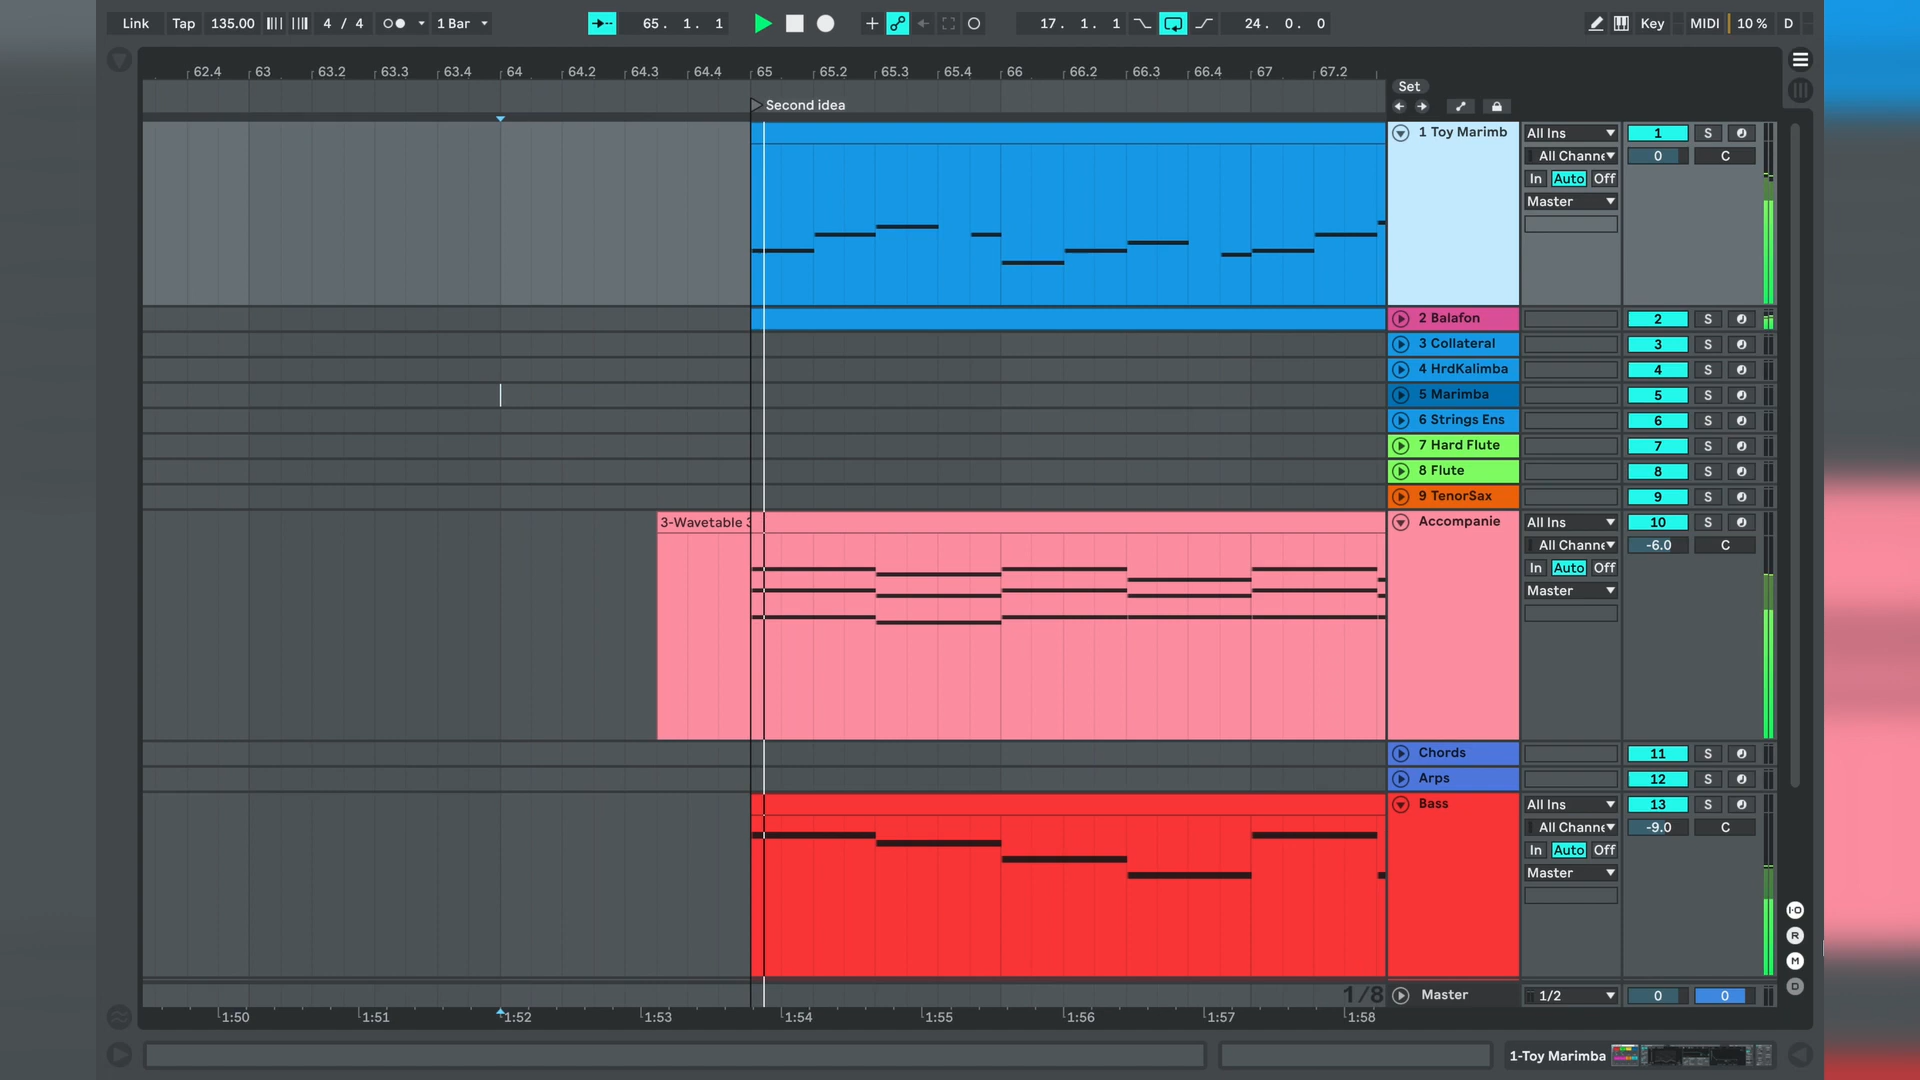 Link Tap 135.00 4 / 4 1 Bar 65. 1. 1 17. 1. 1 24. 0. 0 Key MIDI 10 % D
62.4 63 63.2 63.3 63.4 64 64.2 64.3 64.4 65 65.2 65.3 65.4 66 66.2 66.3 66.4 67 67.2
Set
Second idea
1 Toy Marimb All Ins 1 S
All Channe 0 C
In Auto Off
Master
2 Balafon 2 S
3 Collateral 3 S
4 HrdKalimba 4 S
5 Marimba 5 S
6 Strings Ens 6 S
7 Hard Flute 7 S
8 Flute 8 S
9 TenorSax 9 S
3-Wavetable 3 Accompanie All Ins 10 S
All Channe -6.0 C
In Auto Off
Master
Chords 11 S
Arps 12 S
Bass All Ins 13 S
All Channe -9.0 C
In Auto Off
Master
I·O
R
M
D
1/8 Master 1/2 0 0
1:50 1:51 1:52 1:53 1:54 1:55 1:56 1:57 1:58
1-Toy Marimba